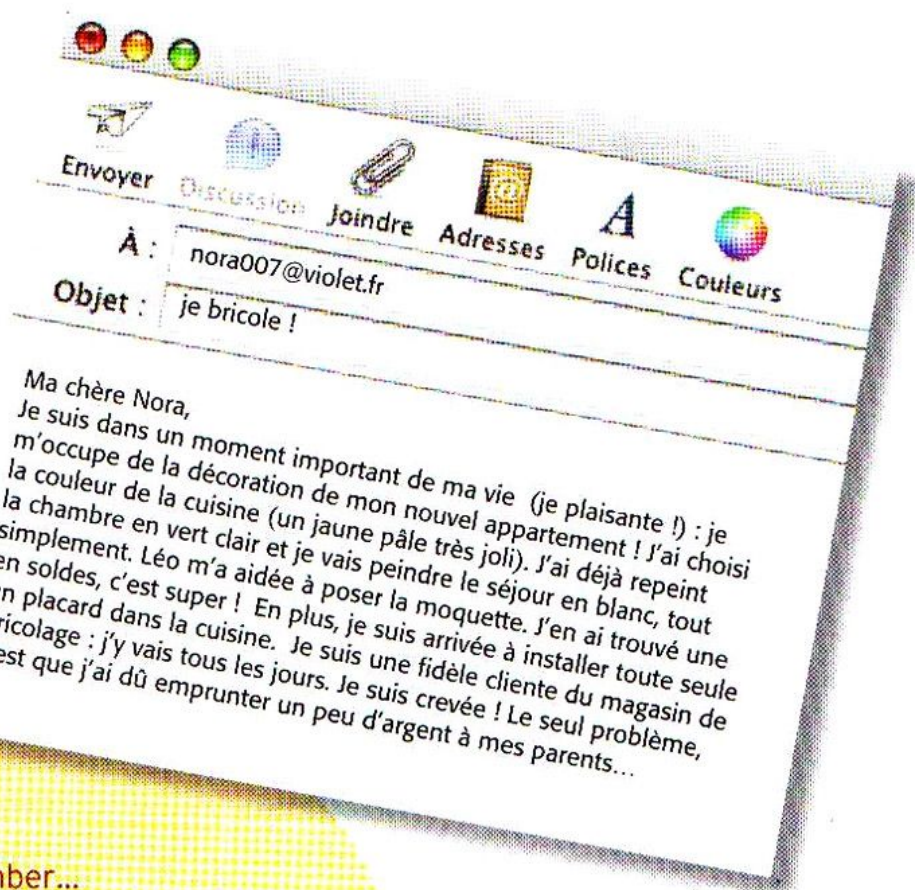 Envoyer Discussion Joindre Adresses Polices Couleurs
À : nora007@violet.fr
Objet : je bricole !
Ma chère Nora,
Je suis dans un moment important de ma vie (je plaisante !) : je
m'occupe de la décoration de mon nouvel appartement ! J'ai choisi
la couleur de la cuisine (un jaune pâle très joli). J'ai déjà repeint
la chambre en vert clair et je vais peindre le séjour en blanc, tout
simplement. Léo m'a aidée à poser la moquette. J'en ai trouvé une
en soldes, c'est super ! En plus, je suis arrivée à installer toute seule
un placard dans la cuisine. Je suis une fidèle cliente du magasin de
bricolage : j'y vais tous les jours. Je suis crevée ! Le seul problème,
est que j'ai dû emprunter un peu d'argent à mes parents...